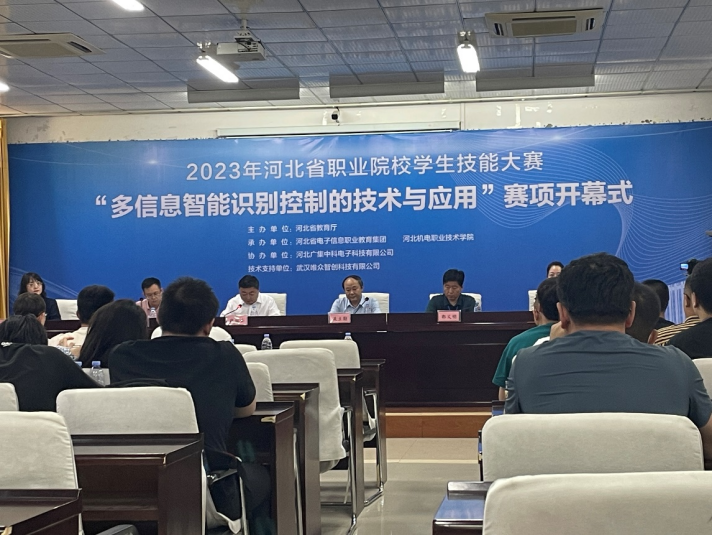 2023年河北省职业院校学生技能大赛
“多信息智能识别控制的技术与应用”赛项开幕式
主办单位：河北省教育厅
承办单位：河北省电子信息职业教育集团 河北机电职业技术学院
协办单位：河北广集中科电子科技有限公司
技术支持单位：武汉唯众智创科技有限公司